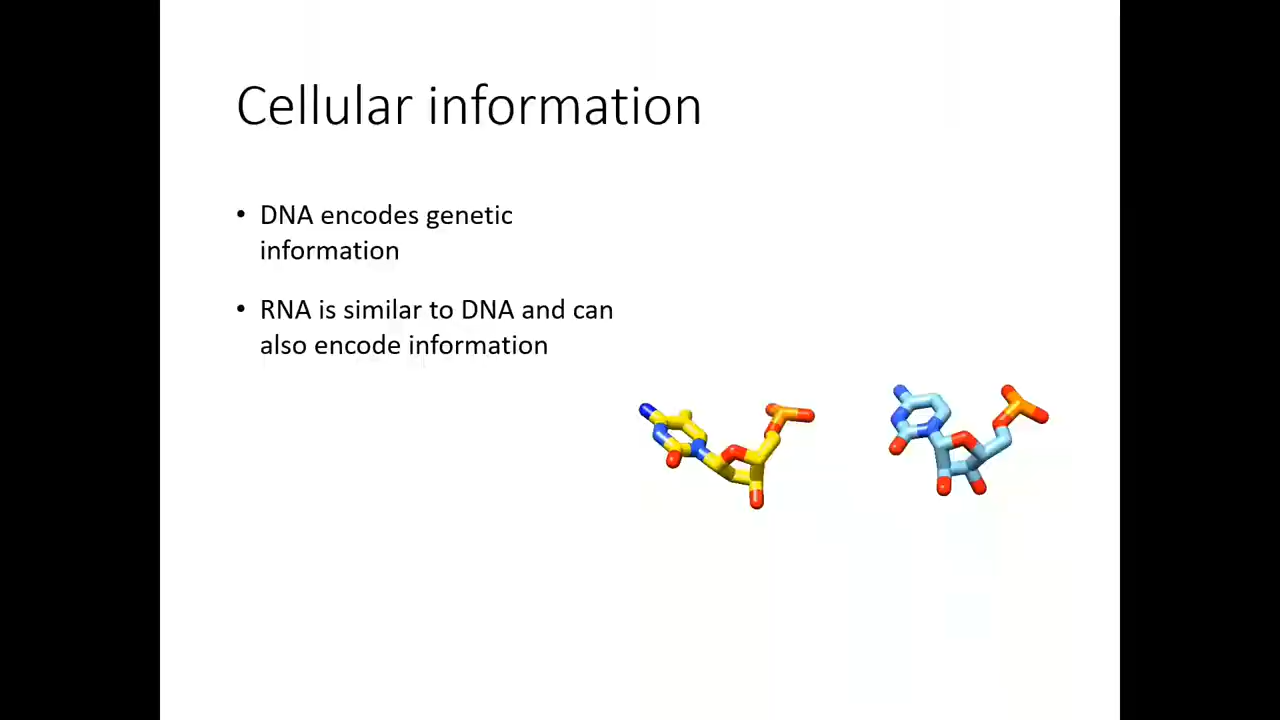 Cellular information
• DNA encodes genetic
information
• RNA is similar to DNA and can
also encode information